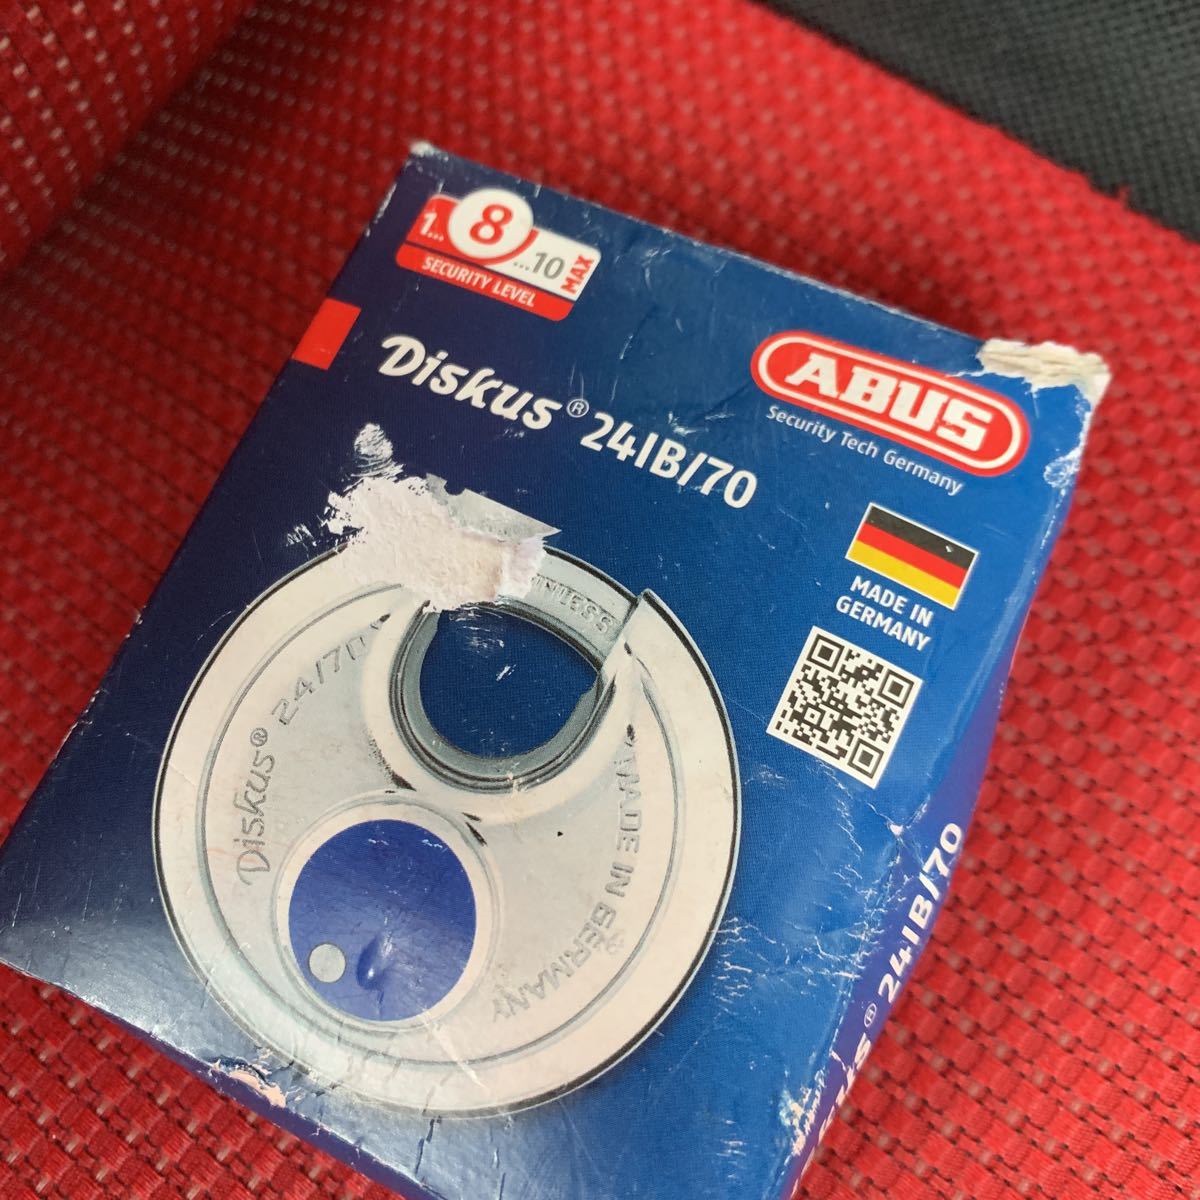 1... 8 ...10 MAX
SECURITY LEVEL
Diskus® 24IB/70
ABUS
Security Tech Germany
MADE IN
GERMANY
Diskus® 24/70
MADE IN GERMANY
® 24IB/70